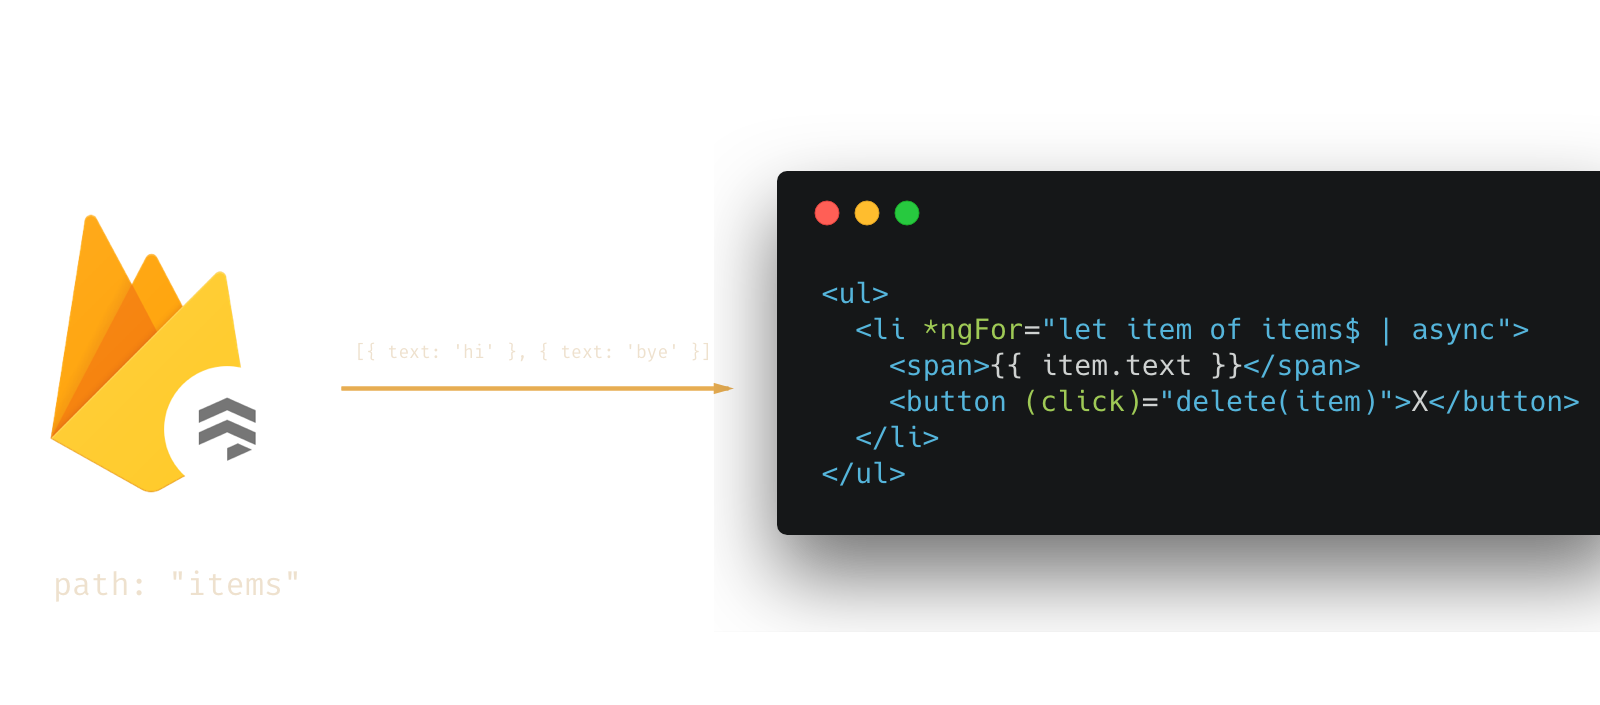 [{ text: 'hi' }, { text: 'bye' }]
path: "items"
<ul>
  <li *ngFor="let item of items$ | async">
    <span>{{ item.text }}</span>
    <button (click)="delete(item)">X</button>
  </li>
</ul>